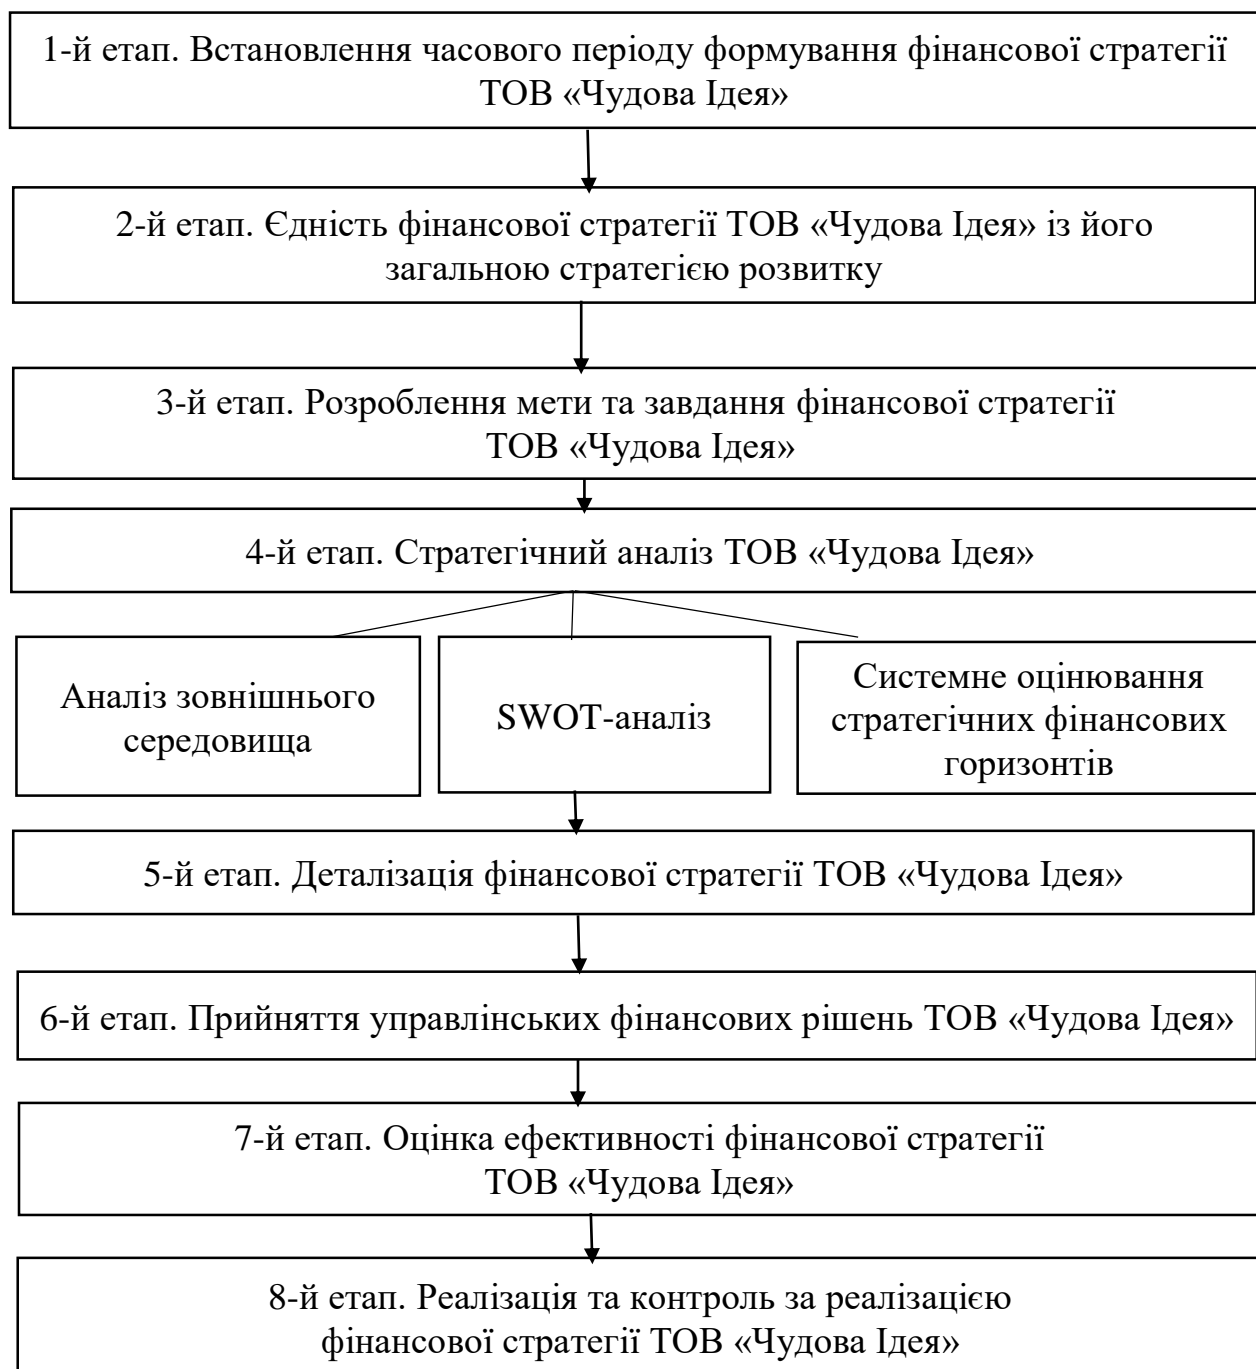 1-й етап. Встановлення часового періоду формування фінансової стратегії
ТОВ «Чудова Ідея»
2-й етап. Єдність фінансової стратегії ТОВ «Чудова Ідея» із його
загальною стратегією розвитку
3-й етап. Розроблення мети та завдання фінансової стратегії
ТОВ «Чудова Ідея»
4-й етап. Стратегічний аналіз ТОВ «Чудова Ідея»
Аналіз зовнішнього
середовища
SWOT-аналіз
Системне оцінювання
стратегічних фінансових
горизонтів
5-й етап. Деталізація фінансової стратегії ТОВ «Чудова Ідея»
6-й етап. Прийняття управлінських фінансових рішень ТОВ «Чудова Ідея»
7-й етап. Оцінка ефективності фінансової стратегії
ТОВ «Чудова Ідея»
8-й етап. Реалізація та контроль за реалізацією
фінансової стратегії ТОВ «Чудова Ідея»